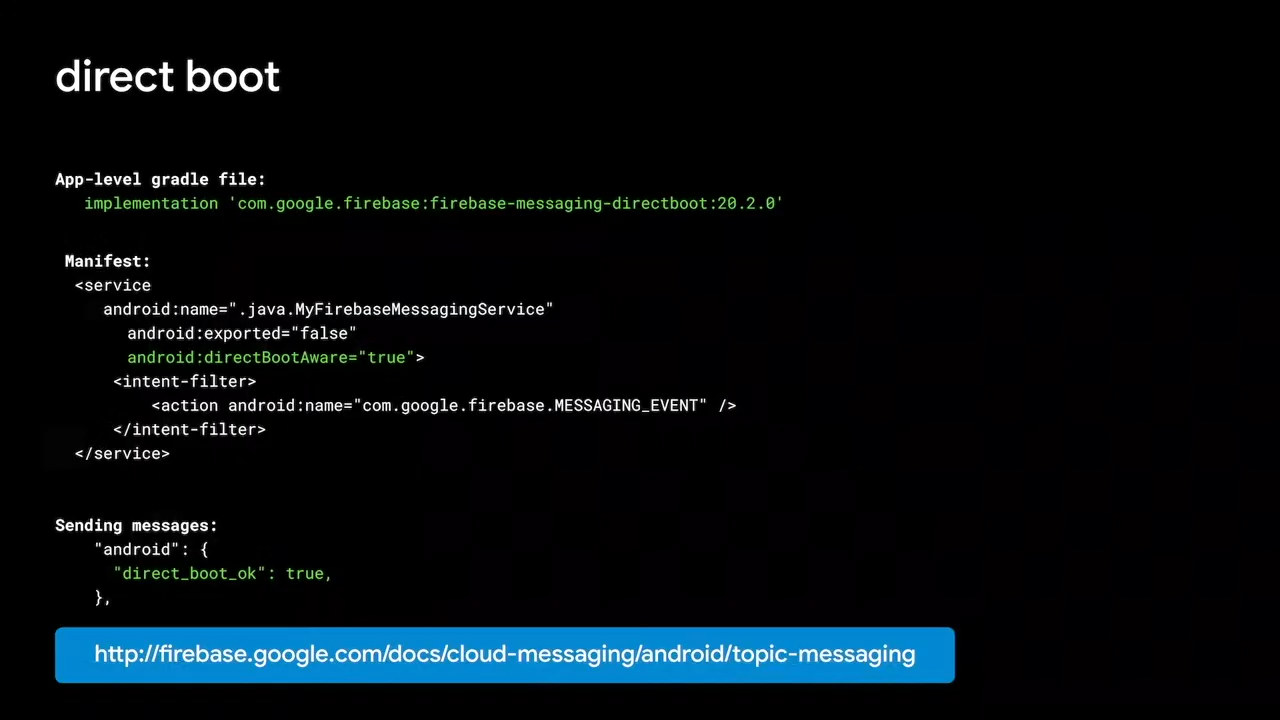 direct boot
App-level gradle file:
implementation 'com.google.firebase:firebase-messaging-directboot:20.2.0'
Manifest:
<service
android:name=".java.MyFirebaseMessagingService"
android:exported="false"
android:directBootAware="true">
<intent-filter>
<action android:name="com.google.firebase.MESSAGING_EVENT" />
</intent-filter>
</service>
Sending messages:
"android": {
"direct_boot_ok": true,
},
http://firebase.google.com/docs/cloud-messaging/android/topic-messaging